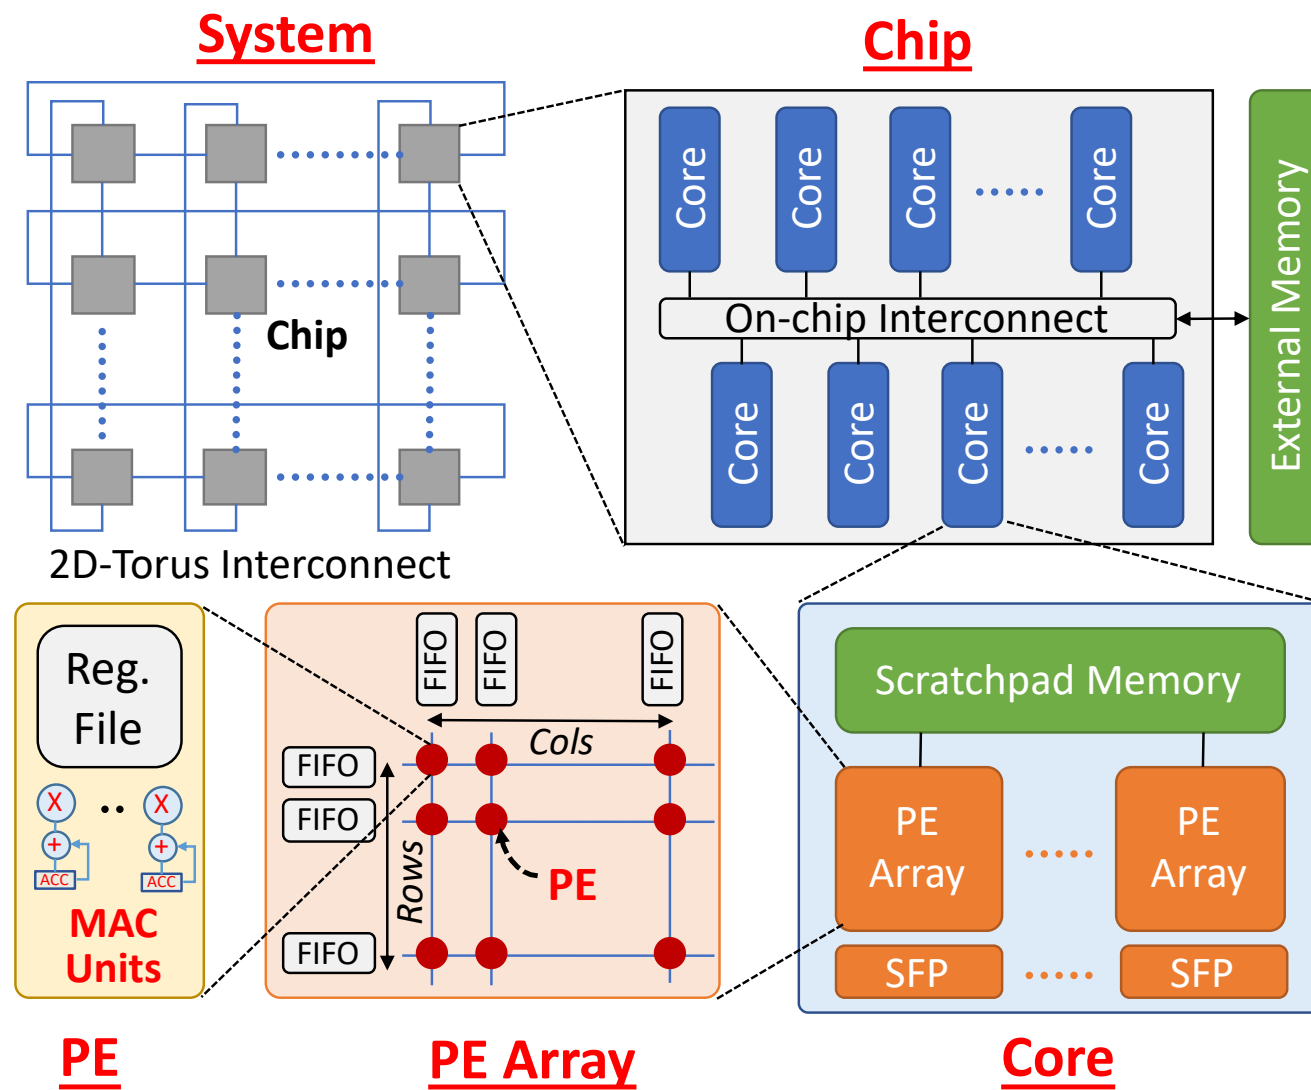 System
Chip
2D-Torus Interconnect
Chip
Core
Core
Core
Core
On-chip Interconnect
Core
Core
Core
Core
External Memory
Reg.
File
X
X
+
+
ACC
ACC
MAC
Units
PE
FIFO
FIFO
FIFO
Cols
FIFO
FIFO
Rows
PE
FIFO
PE Array
Scratchpad Memory
PE
Array
PE
Array
SFP
SFP
Core